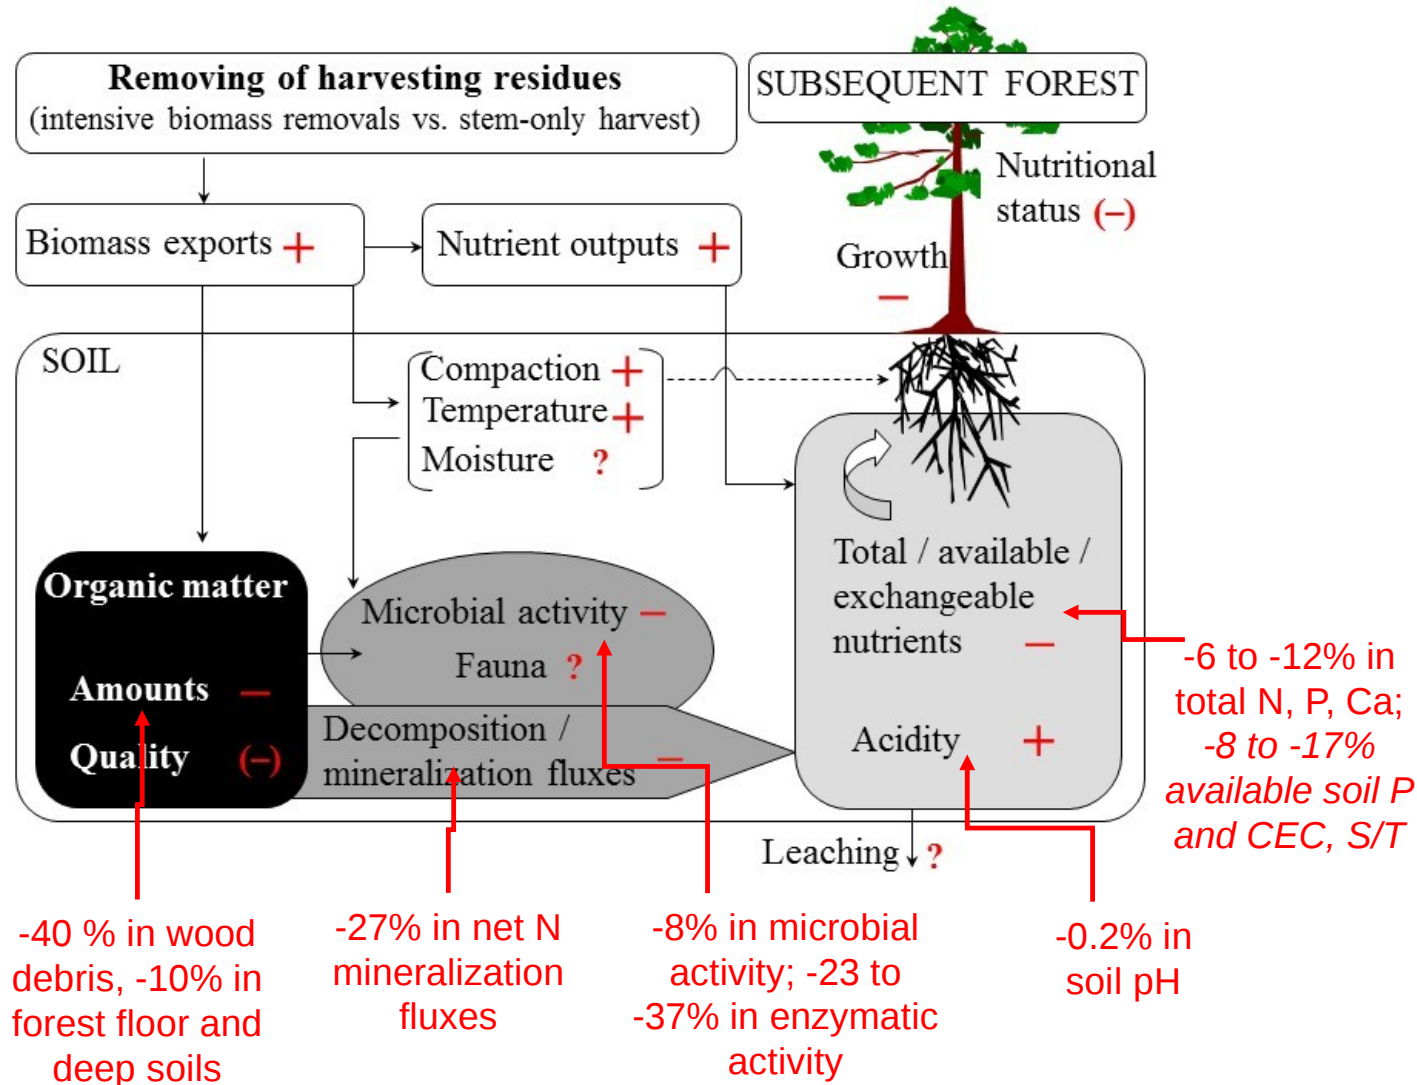 Removing of harvesting residues
(intensive biomass removals vs. stem-only harvest)
SUBSEQUENT FOREST
Nutritional
status (–)
Biomass exports +
Nutrient outputs +
Growth
–
SOIL
Compaction +
Temperature +
Moisture ?
Organic matter
Amounts –
Quality (–)
Microbial activity –
Fauna ?
Decomposition /
mineralization fluxes –
Total / available /
exchangeable
nutrients –
Acidity +
Leaching ?
-6 to -12% in
total N, P, Ca;
-8 to -17%
available soil P
and CEC, S/T
-40 % in wood
debris, -10% in
forest floor and
deep soils
-27% in net N
mineralization
fluxes
-8% in microbial
activity; -23 to
-37% in enzymatic
activity
-0.2% in
soil pH